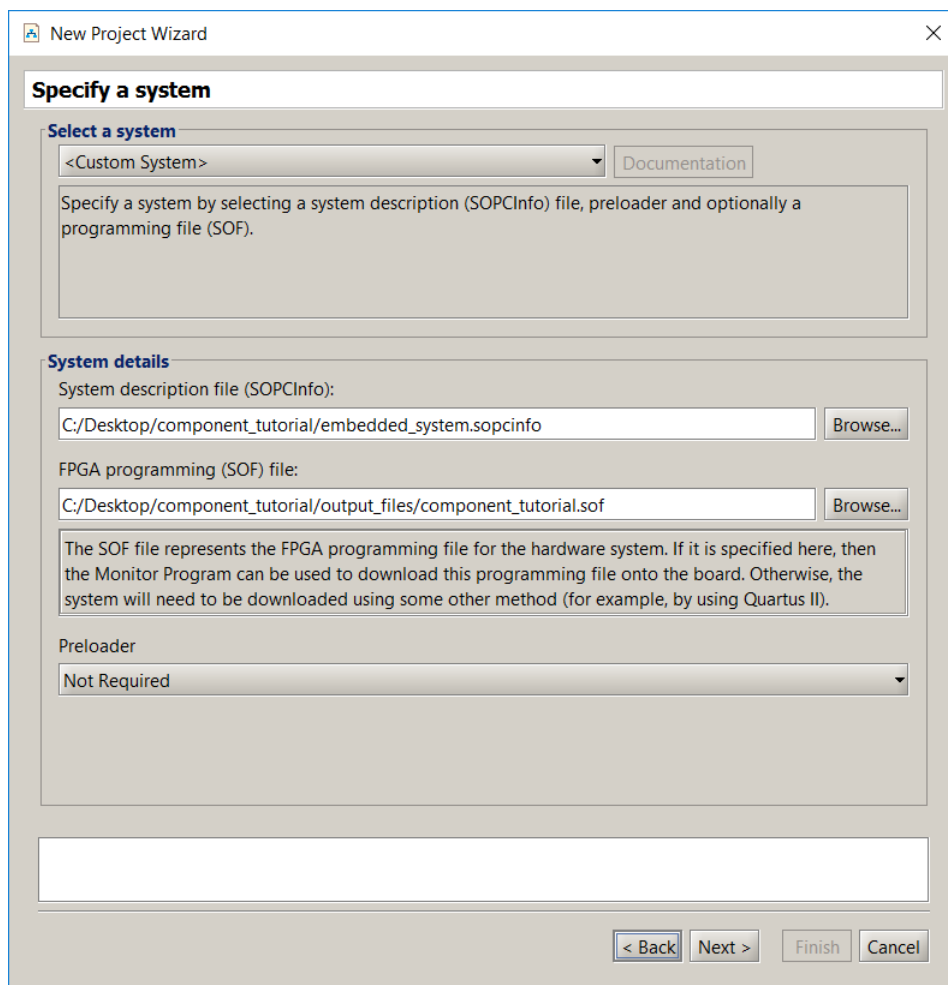 New Project Wizard
Specify a system
Select a system
<Custom System>
Documentation
Specify a system by selecting a system description (SOPCInfo) file, preloader and optionally a
programming file (SOF).
System details
System description file (SOPCInfo):
C:/Desktop/component_tutorial/embedded_system.sopcinfo
Browse...
FPGA programming (SOF) file:
C:/Desktop/component_tutorial/output_files/component_tutorial.sof
Browse...
The SOF file represents the FPGA programming file for the hardware system. If it is specified here, then
the Monitor Program can be used to download this programming file onto the board. Otherwise, the
system will need to be downloaded using some other method (for example, by using Quartus II).
Preloader
Not Required
< Back
Next >
Finish
Cancel